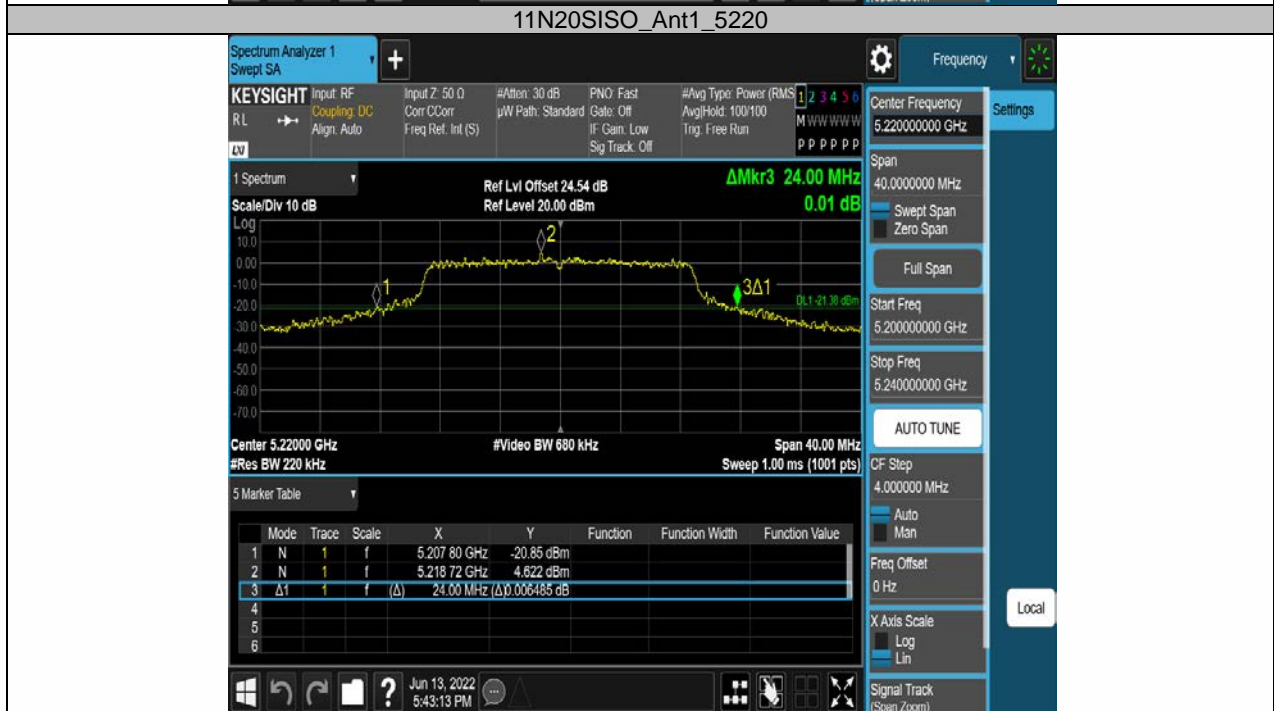 11N20SISO_Ant1_5220
Spectrum Analyzer 1
Swept SA
+
Frequency
KEYSIGHT
RL
LXI
Input: RF
Coupling: DC
Align: Auto
Input Z: 50 Ω
Corr CCorr
Freq Ref: Int (S)
#Atten: 30 dB
µW Path: Standard
PNO: Fast
Gate: Off
IF Gain: Low
Sig Track: Off
#Avg Type: Power (RMS
Avg|Hold: 100/100
Trig: Free Run
1 2 3 4 5 6
M W W W W W
P P P P P P
1 Spectrum
Scale/Div 10 dB
Ref Lvl Offset 24.54 dB
Ref Level 20.00 dBm
ΔMkr3 24.00 MHz
0.01 dB
Log
10.0
0.00
-10.0
-20.0
-30.0
-40.0
-50.0
-60.0
-70.0
1
2
3Δ1
DL1 -21.38 dBm
Center 5.22000 GHz
#Video BW 680 kHz
Span 40.00 MHz
#Res BW 220 kHz
Sweep 1.00 ms (1001 pts)
5 Marker Table
Mode Trace Scale X Y Function Function Width Function Value
1 N 1 f 5.207 80 GHz -20.85 dBm
2 N 1 f 5.218 72 GHz 4.622 dBm
3 Δ1 1 f (Δ) 24.00 MHz (Δ) 0.006485 dB
4
5
6
Jun 13, 2022
5:43:13 PM
Center Frequency
5.220000000 GHz
Settings
Span
40.0000000 MHz
Swept Span
Zero Span
Full Span
Start Freq
5.200000000 GHz
Stop Freq
5.240000000 GHz
AUTO TUNE
CF Step
4.000000 MHz
Auto
Man
Freq Offset
0 Hz
X Axis Scale
Log
Lin
Local
Signal Track
(Span Zoom)